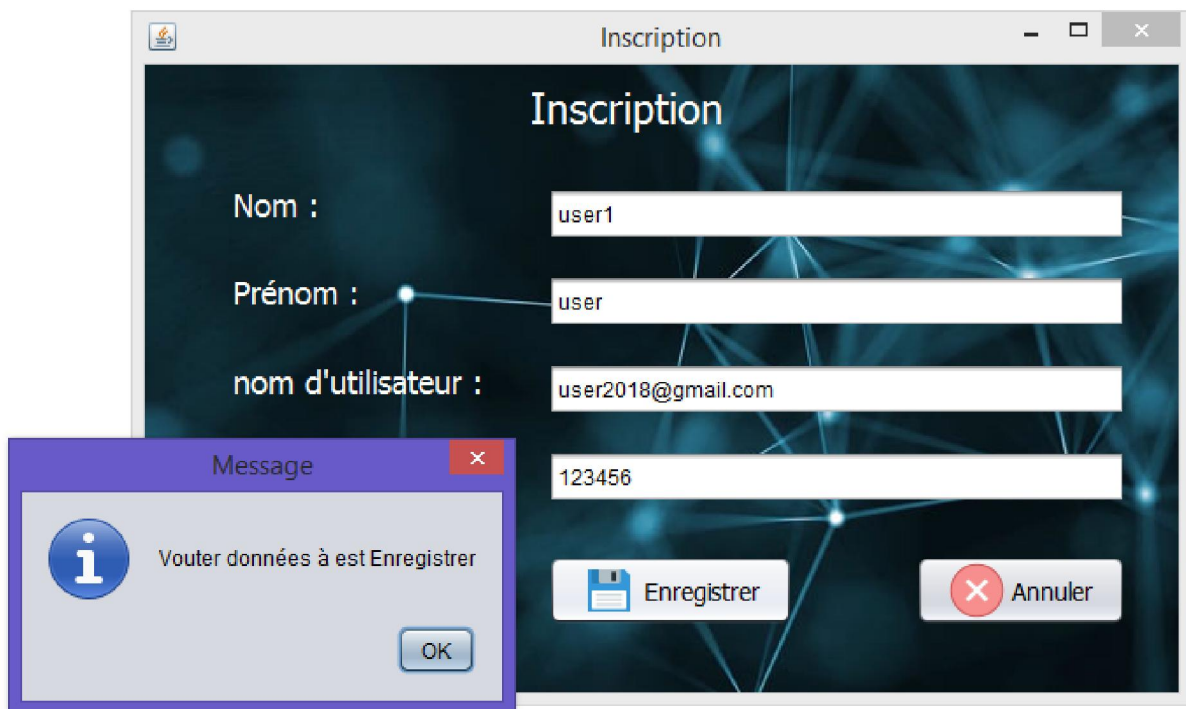 Inscription
Inscription
Nom :
user1
Prénom :
user
nom d'utilisateur :
user2018@gmail.com
123456
Enregistrer
Annuler
Message
Vouter données à est Enregistrer
OK